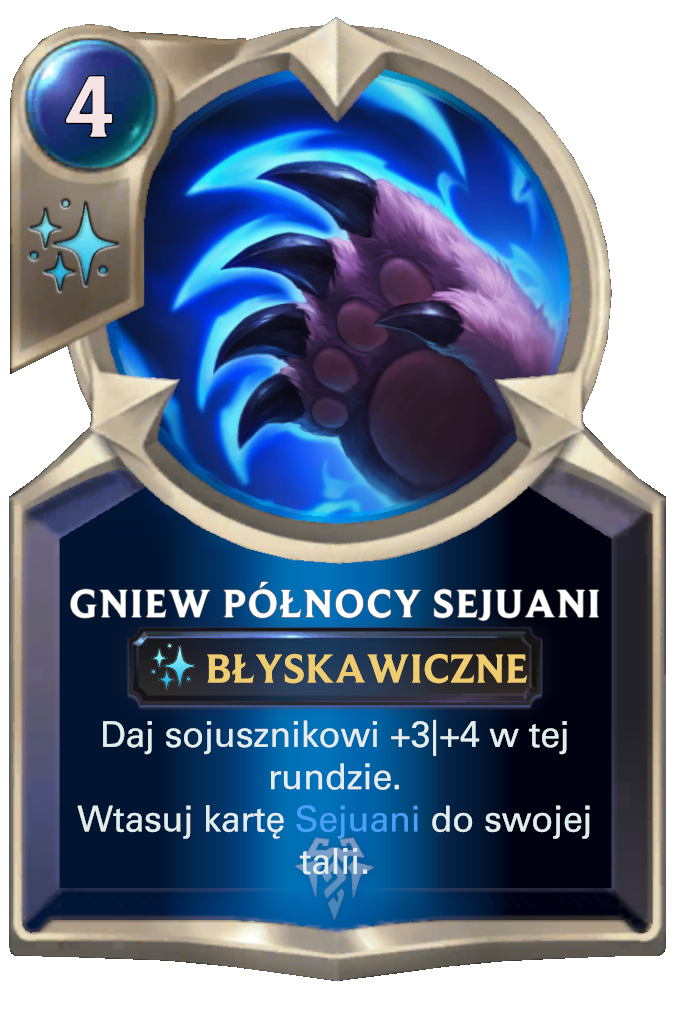 4
GNIEW PÓŁNOCY SEJUANI
BŁYSKAWICZNE
Daj sojusznikowi +3|+4 w tej
rundzie.
Wtasuj kartę Sejuani do swojej
talii.